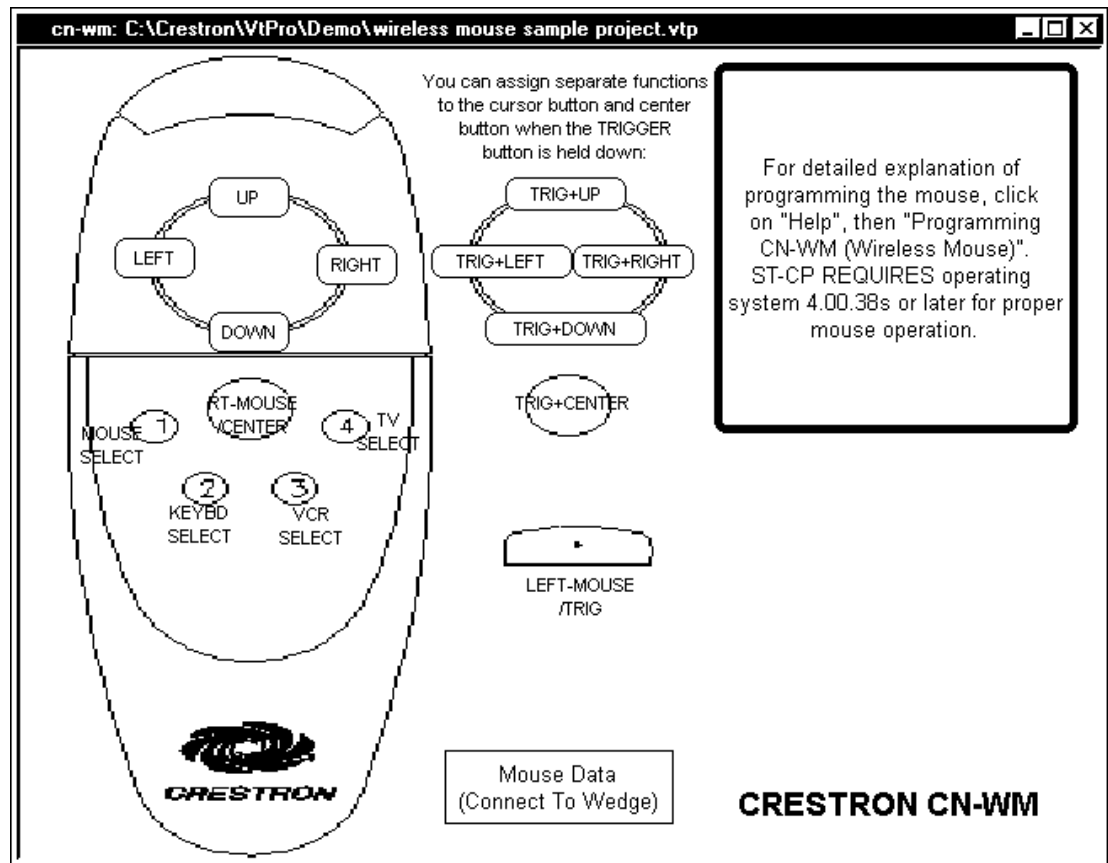 cn-wm: C:\Crestron\VtPro\Demo\wireless mouse sample project.vtp
You can assign separate functions
to the cursor button and center
button when the TRIGGER
button is held down:
UP
LEFT
RIGHT
DOWN
TRIG+UP
TRIG+LEFT
TRIG+RIGHT
TRIG+DOWN
For detailed explanation of
programming the mouse, click
on "Help", then "Programming
CN-WM (Wireless Mouse)".
ST-CP REQUIRES operating
system 4.00.38s or later for proper
mouse operation.
RT-MOUSE
/CENTER
1
MOUSE
SELECT
4
TV
SELECT
2
KEYBD
SELECT
3
VCR
SELECT
TRIG+CENTER
LEFT-MOUSE
/TRIG
CRESTRON
Mouse Data
(Connect To Wedge)
CRESTRON CN-WM